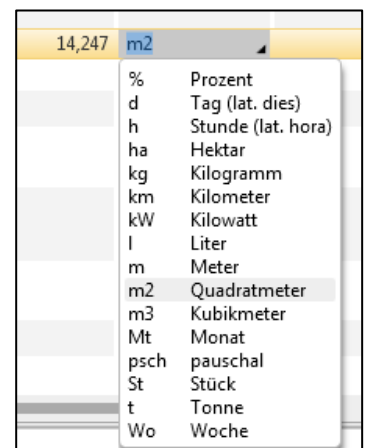 14,247 m2
% Prozent
d Tag (lat. dies)
h Stunde (lat. hora)
ha Hektar
kg Kilogramm
km Kilometer
kW Kilowatt
l Liter
m Meter
m2 Quadratmeter
m3 Kubikmeter
Mt Monat
psch pauschal
St Stück
t Tonne
Wo Woche